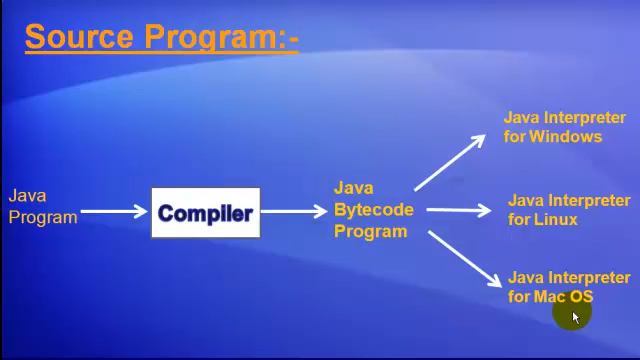 Source Program:-
Java
Program
Compiler
Java
Bytecode
Program
Java Interpreter
for Windows
Java Interpreter
for Linux
Java Interpreter
for Mac OS